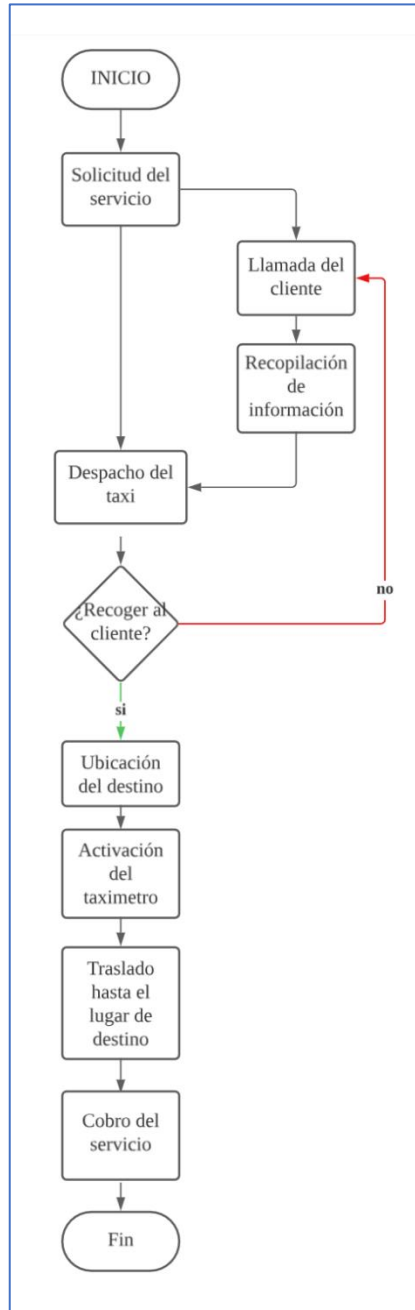 INICIO
Solicitud del
servicio
Llamada del
cliente
Recopilación
de
información
Despacho del
taxi
¿Recoger al
cliente?
no
si
Ubicación
del destino
Activación
del
taximetro
Traslado
hasta el
lugar de
destino
Cobro del
servicio
Fin